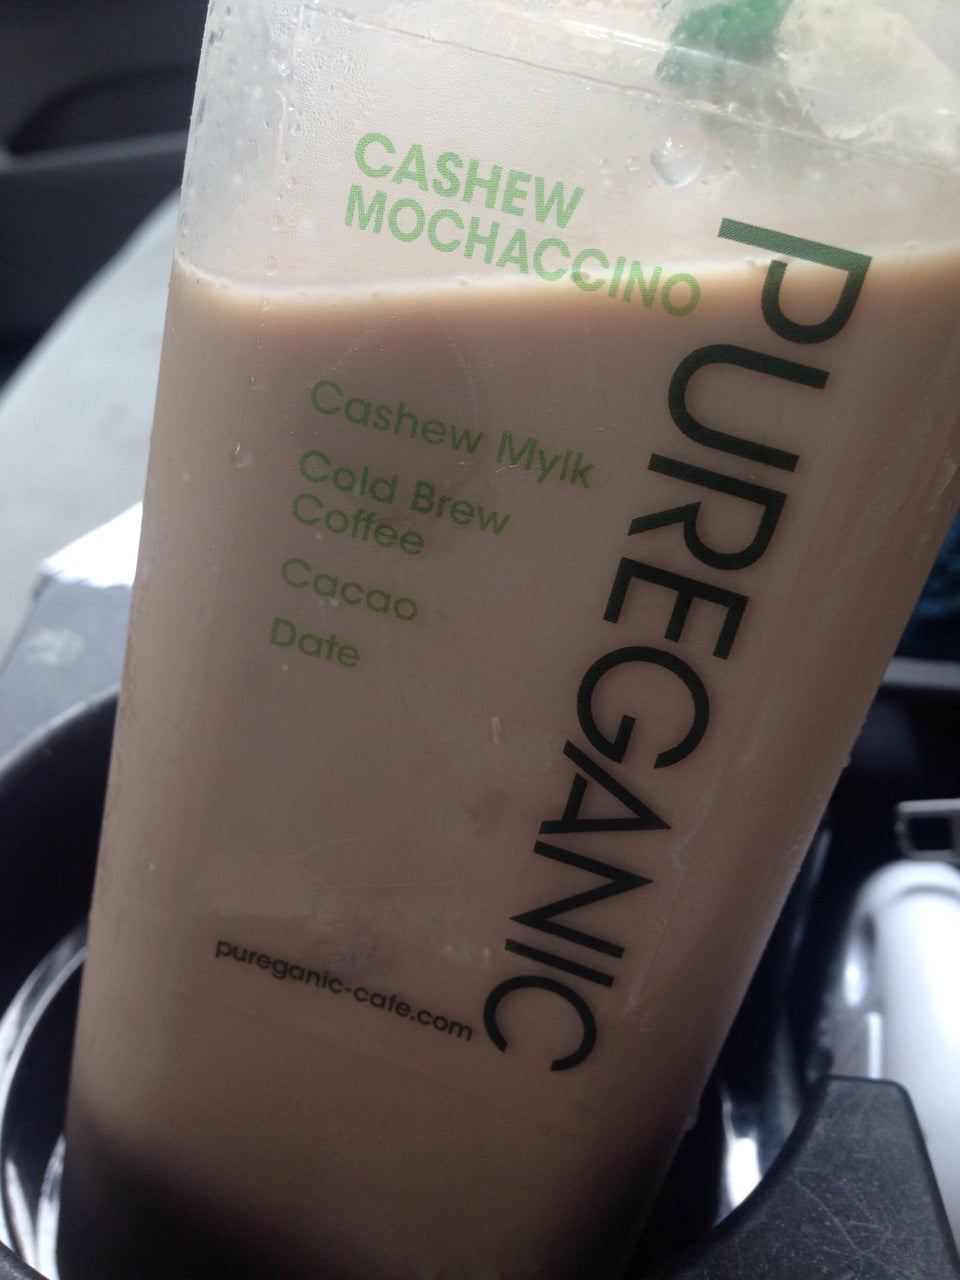 CASHEW
MOCHACCINO
PUREGANIC
Cashew Mylk
Cold Brew
Coffee
Cacao
Date
pureganic-cafe.com